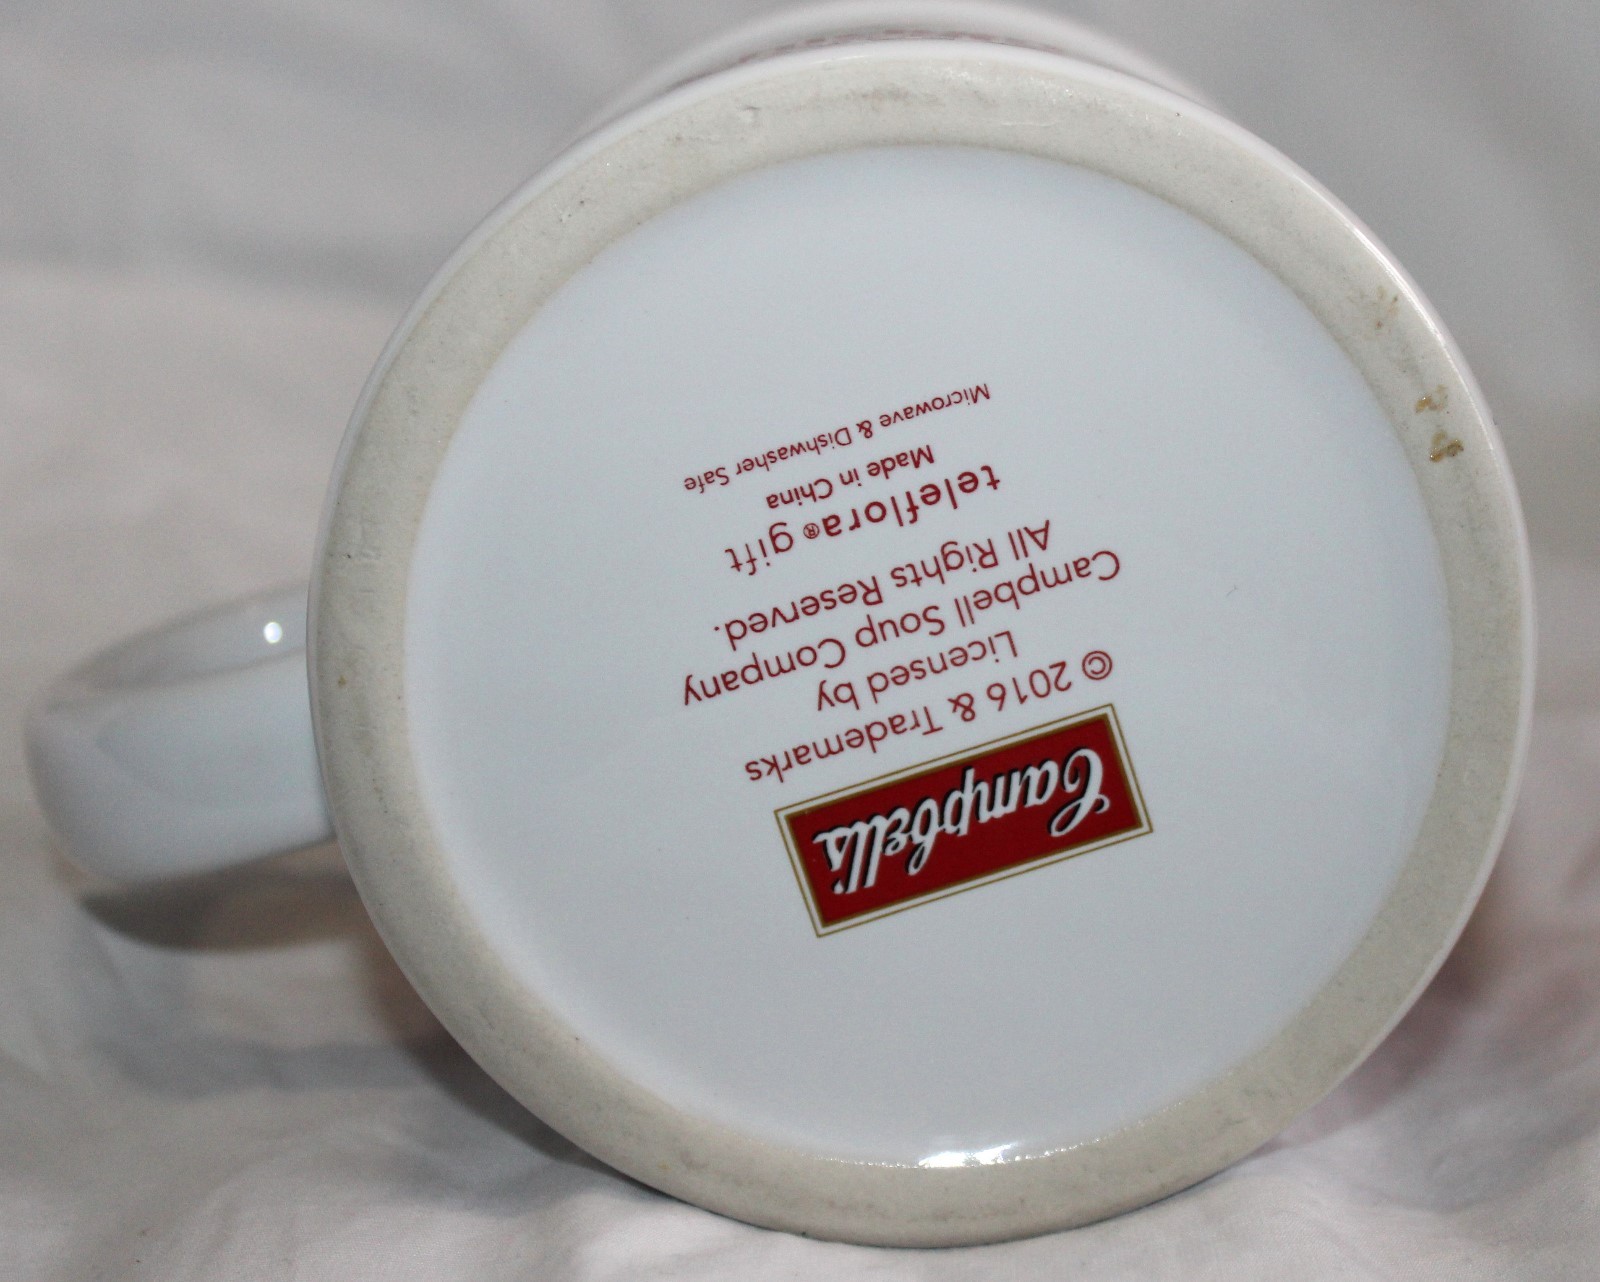 Campbell's
© 2016 & Trademarks
Licensed by
Campbell Soup Company
All Rights Reserved.
teleflora® gift
Made in China
Microwave & Dishwasher Safe